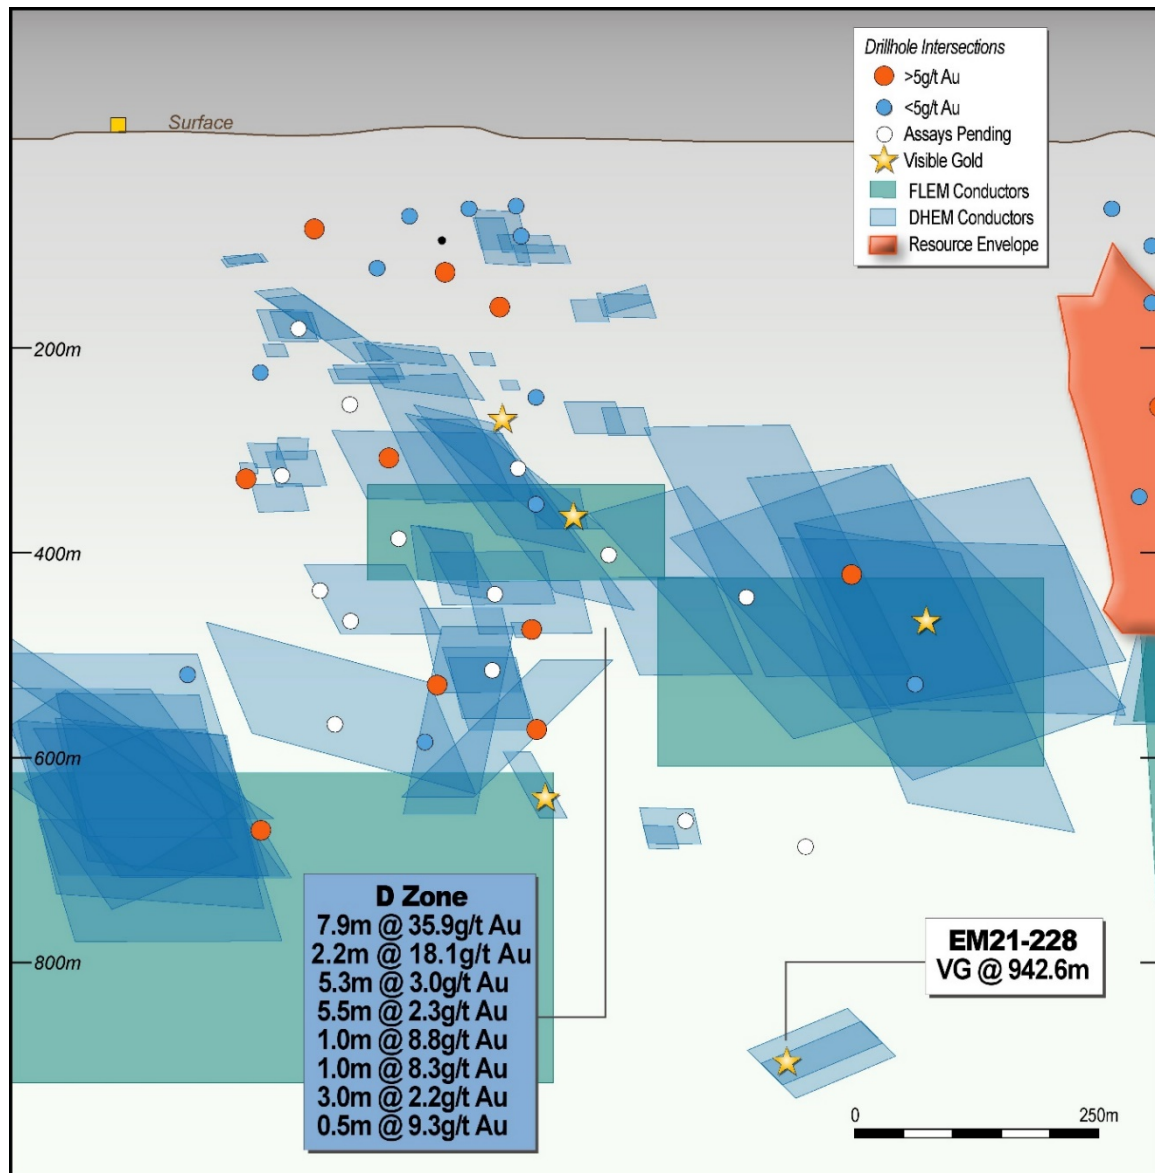 Drillhole Intersections
>5g/t Au
<5g/t Au
Assays Pending
Visible Gold
FLEM Conductors
DHEM Conductors
Resource Envelope
Surface
200m
400m
600m
800m
D Zone
7.9m @ 35.9g/t Au
2.2m @ 18.1g/t Au
5.3m @ 3.0g/t Au
5.5m @ 2.3g/t Au
1.0m @ 8.8g/t Au
1.0m @ 8.3g/t Au
3.0m @ 2.2g/t Au
0.5m @ 9.3g/t Au
EM21-228
VG @ 942.6m
0 250m